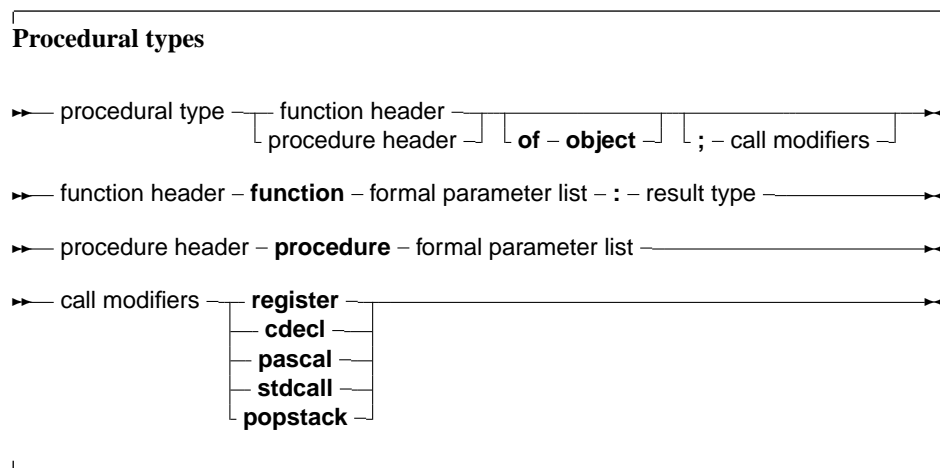 Procedural types
procedural type function header
procedure header of object ; call modifiers
function header function formal parameter list : result type
procedure header procedure formal parameter list
call modifiers register
cdecl
pascal
stdcall
popstack